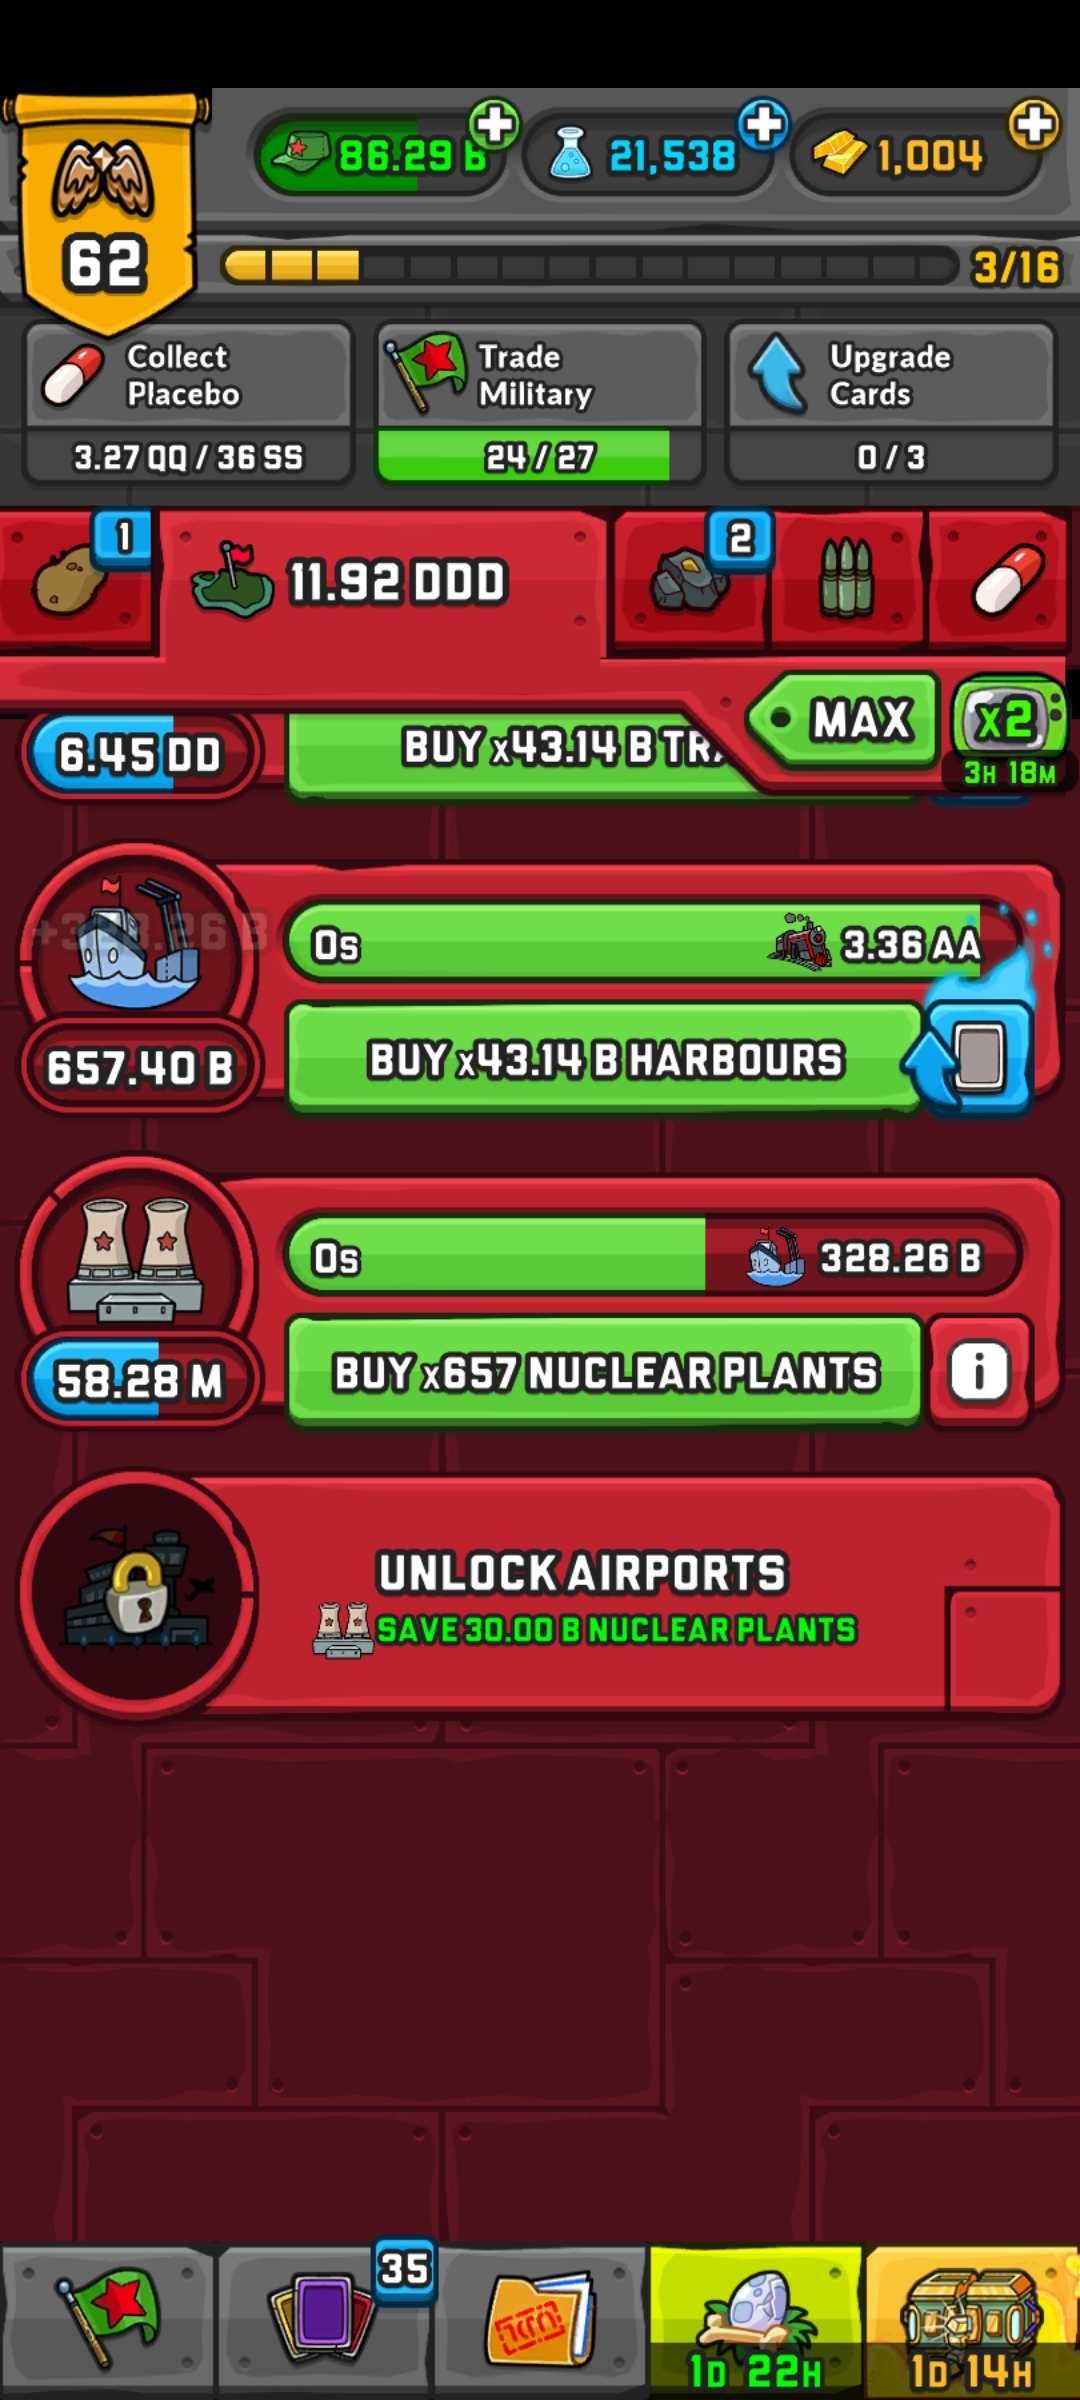 86.29 B
21,538
1,004
62
3/16
Collect
Placebo
3.27 QQ / 36 SS
Trade
Military
24 / 27
Upgrade
Cards
0 / 3
1
11.92 DDD
2
MAX
x2
3H 18M
6.45 DD
BUY x43.14 B TRA
+328.26 B
0s
3.36 AA
657.40 B
BUY x43.14 B HARBOURS
0s
328.26 B
58.28 M
BUY x657 NUCLEAR PLANTS
i
UNLOCK AIRPORTS
SAVE 30.00 B NUCLEAR PLANTS
35
1D 22H
1D 14H